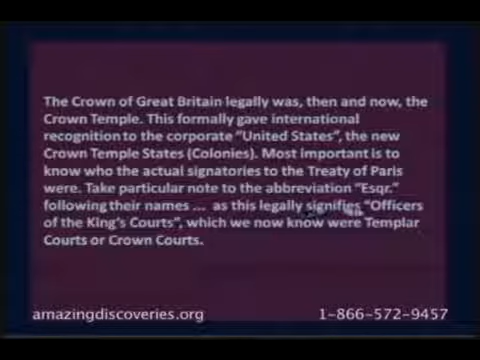 The Crown of Great Britain legally was, then and now, the
Crown Temple. This formally gave international
recognition to the corporate “United States”, the new
Crown Temple States (Colonies). Most important is to
know who the actual signatories to the Treaty of Paris
were. Take particular note to the abbreviation “Esqr.”
following their names ... as this legally signifies “Officers
of the King’s Courts”, which we now know were Templar
Courts or Crown Courts.
amazingdiscoveries.org 1-866-572-9457